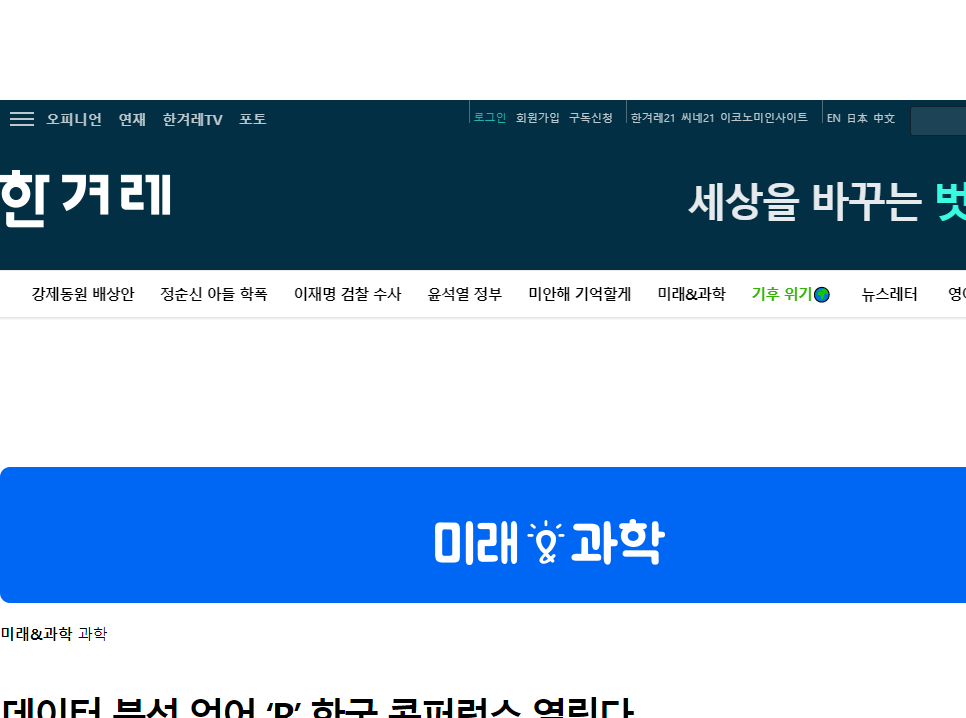 오피니언 연재 한겨레TV 포토 로그인 회원가입 구독신청 한겨레21 씨네21 이코노미인사이트 EN 日本 中文
한겨레
세상을 바꾸는 벗
강제동원 배상안 정순신 아들 학폭 이재명 검찰 수사 윤석열 정부 미안해 기억할게 미래&과학 기후 위기 뉴스레터
미래 과학
미래&과학 과학
데이터 분석 언어 ‘R’ 한국 콘퍼런스 열린다